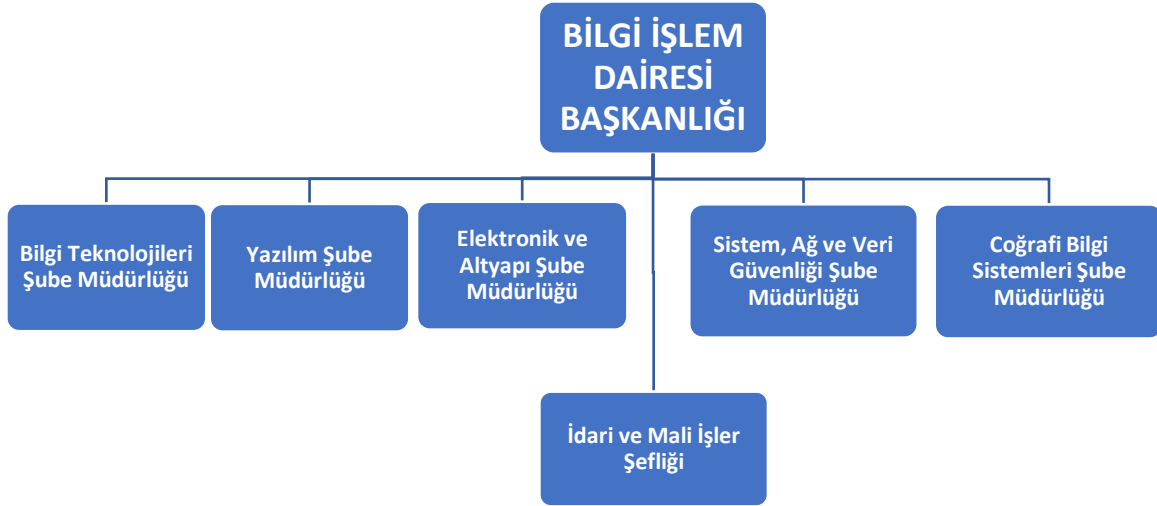 BİLGİ İŞLEM
DAİRESİ
BAŞKANLIĞI
Bilgi Teknolojileri
Şube Müdürlüğü
Yazılım Şube
Müdürlüğü
Elektronik ve
Altyapı Şube
Müdürlüğü
Sistem, Ağ ve Veri
Güvenliği Şube
Müdürlüğü
Coğrafi Bilgi
Sistemleri Şube
Müdürlüğü
İdari ve Mali İşler
Şefliği